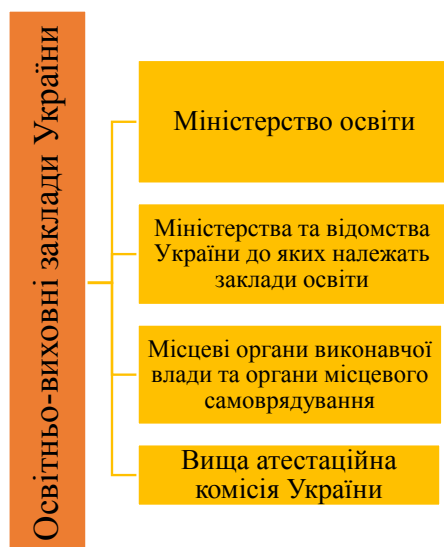 Освітньо-виховні заклади України
Міністерство освіти
Міністерства та відомства
України до яких належать
заклади освіти
Місцеві органи виконавчої
влади та органи місцевого
самоврядування
Вища атестаційна
комісія України